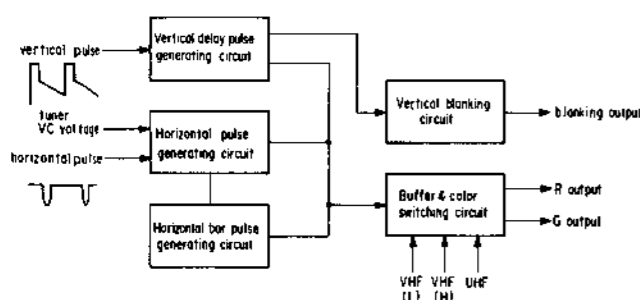 vertical pulse
Vertical delay pulse
generating circuit
tuner
VC voltage
horizontal pulse
Horizontal pulse
generating circuit
Horizontal bar pulse
generating circuit
Vertical blanking
circuit
blanking output
Buffer & color
switching circuit
R output
G output
VHF
(L)
VHF
(H)
UHF